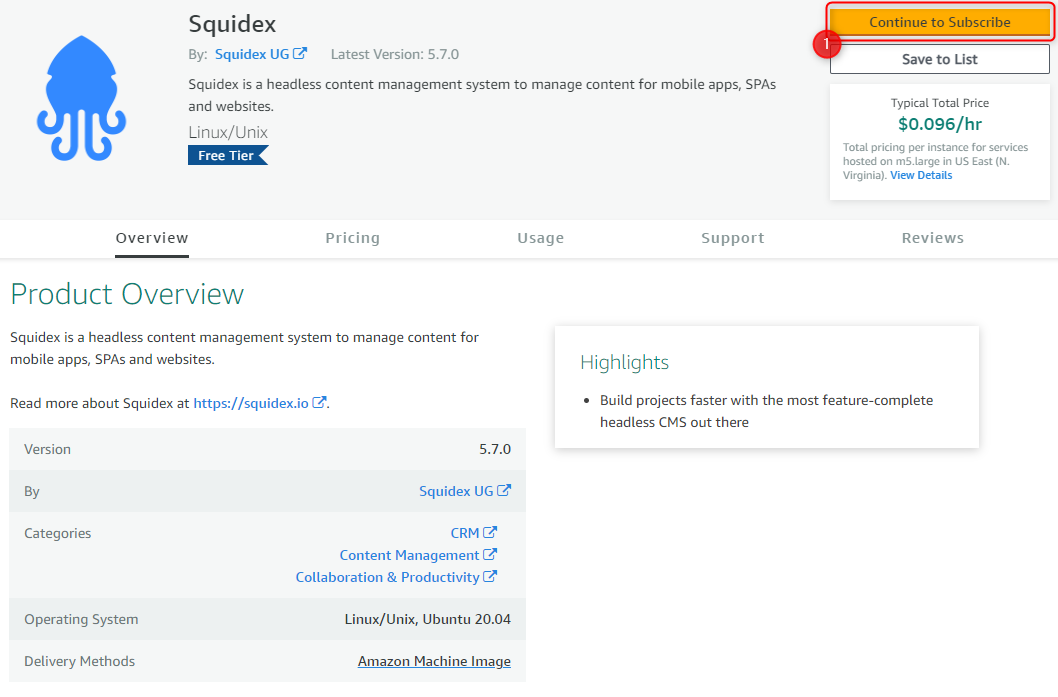 Squidex
By: Squidex UG Latest Version: 5.7.0
Squidex is a headless content management system to manage content for mobile apps, SPAs
and websites.
Linux/Unix
Free Tier
Continue to Subscribe
1
Save to List
Typical Total Price
$0.096/hr
Total pricing per instance for services
hosted on m5.large in US East (N.
Virginia). View Details
Overview Pricing Usage Support Reviews
Product Overview
Squidex is a headless content management system to manage content for
mobile apps, SPAs and websites.
Read more about Squidex at https://squidex.io.
Version 5.7.0
By Squidex UG
Categories CRM
Content Management
Collaboration & Productivity
Operating System Linux/Unix, Ubuntu 20.04
Delivery Methods Amazon Machine Image
Highlights
• Build projects faster with the most feature-complete
headless CMS out there